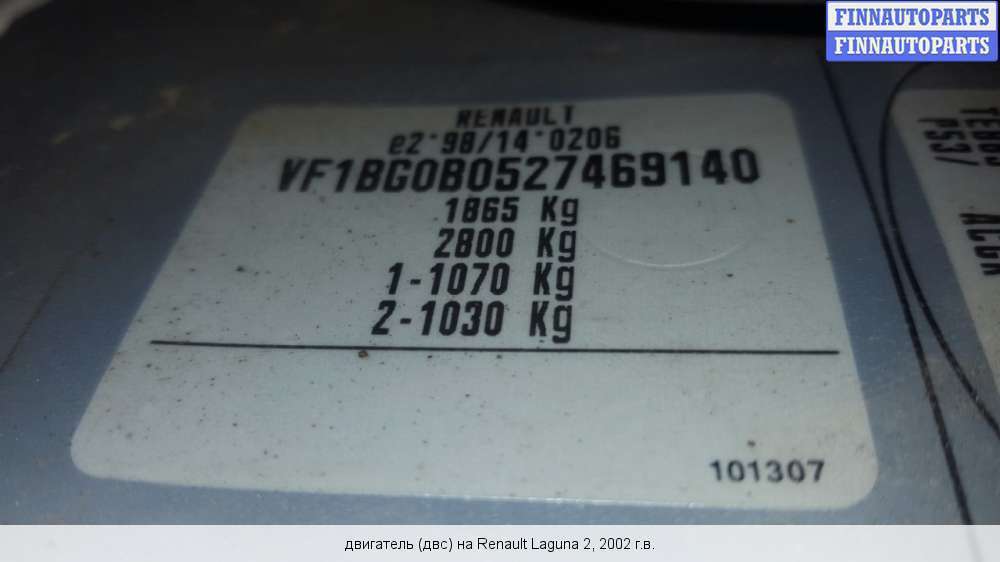 FINNAUTOPARTS
FINNAUTOPARTS
RENAULT
e2*98/14*0206
VF1BG0B0527469140
1865 Kg
2800 Kg
1-1070 Kg
2-1030 Kg
101307
двигатель (двс) на Renault Laguna 2, 2002 г.в.